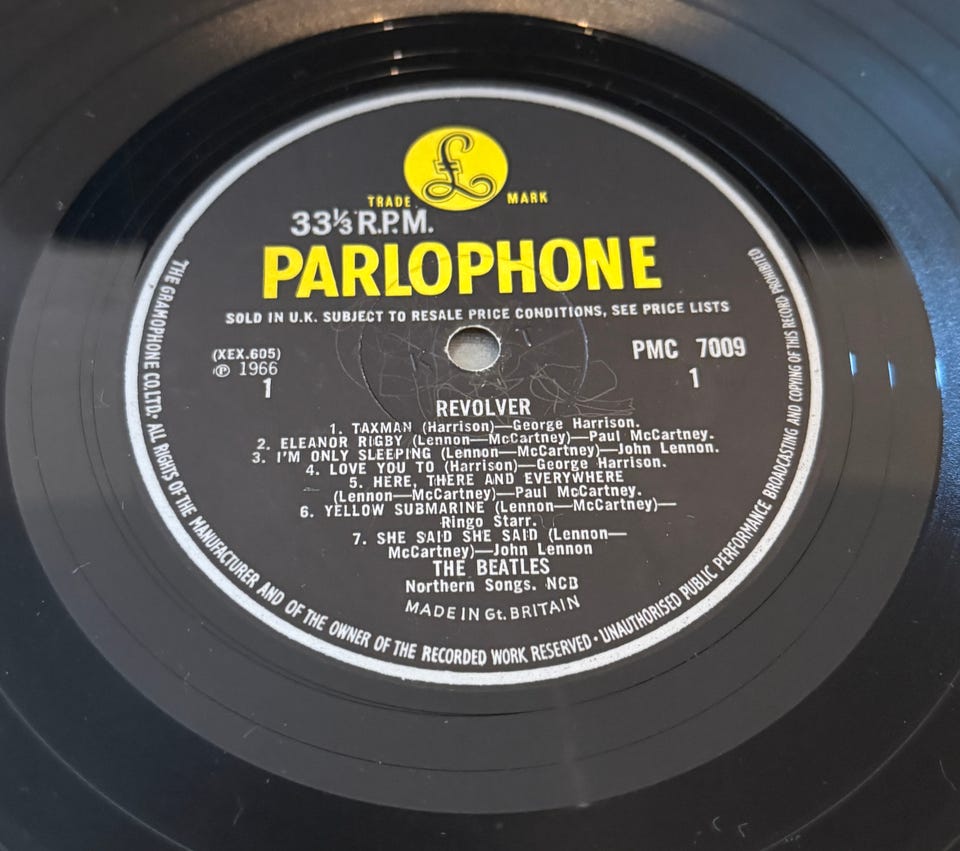 £
TRADE MARK
33⅓ R.P.M.
PARLOPHONE
SOLD IN U.K. SUBJECT TO RESALE PRICE CONDITIONS, SEE PRICE LISTS
(XEX.605)
Ⓟ 1966
1
PMC 7009
1
REVOLVER
1. TAXMAN (Harrison)—George Harrison.
2. ELEANOR RIGBY (Lennon—McCartney)—Paul McCartney.
3. I'M ONLY SLEEPING (Lennon—McCartney)—John Lennon.
4. LOVE YOU TO (Harrison)—George Harrison.
5. HERE, THERE AND EVERYWHERE
(Lennon—McCartney)—Paul McCartney.
6. YELLOW SUBMARINE (Lennon—McCartney)—
Ringo Starr.
7. SHE SAID SHE SAID (Lennon—
McCartney)—John Lennon
THE BEATLES
Northern Songs. NCB
MADE IN Gt. BRITAIN
THE GRAMOPHONE CO. LTD. ALL RIGHTS OF THE MANUFACTURER AND OF THE OWNER OF THE RECORDED WORK RESERVED · UNAUTHORISED PUBLIC PERFORMANCE BROADCASTING AND COPYING OF THIS RECORD PROHIBITED